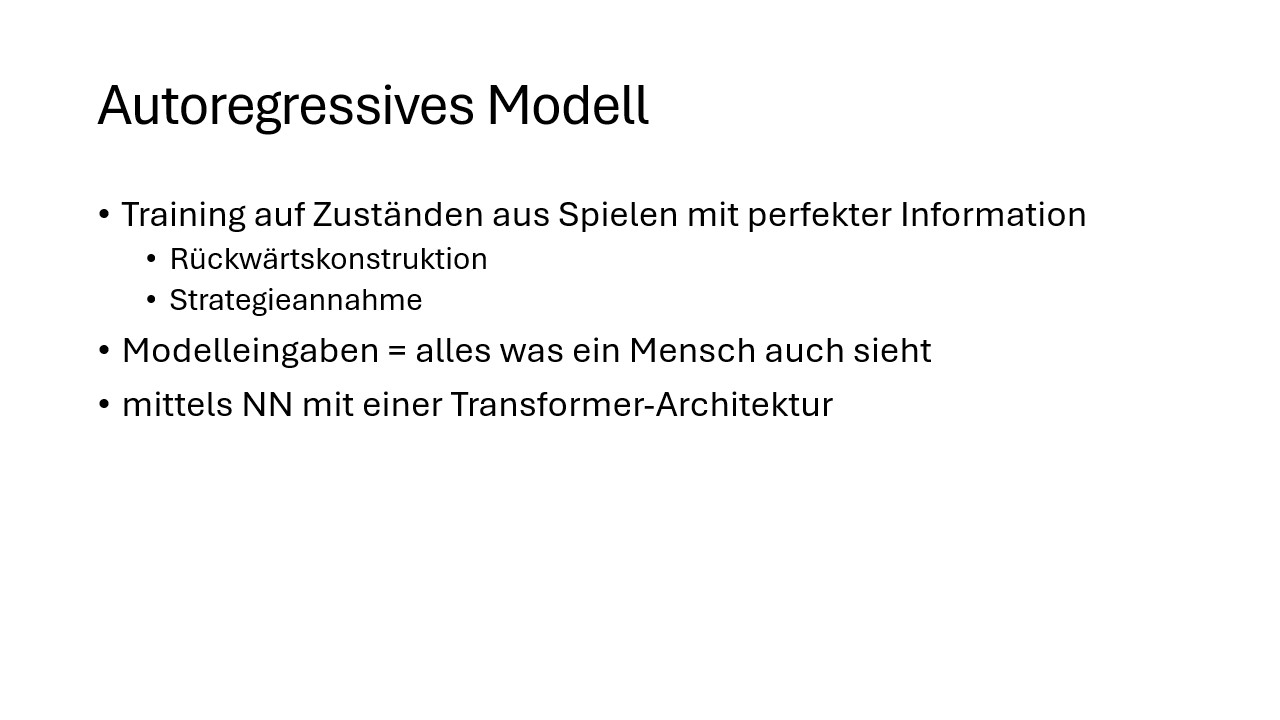 Autoregressives Modell
• Training auf Zuständen aus Spielen mit perfekter Information
• Rückwärtskonstruktion
• Strategieannahme
• Modelleingaben = alles was ein Mensch auch sieht
• mittels NN mit einer Transformer-Architektur